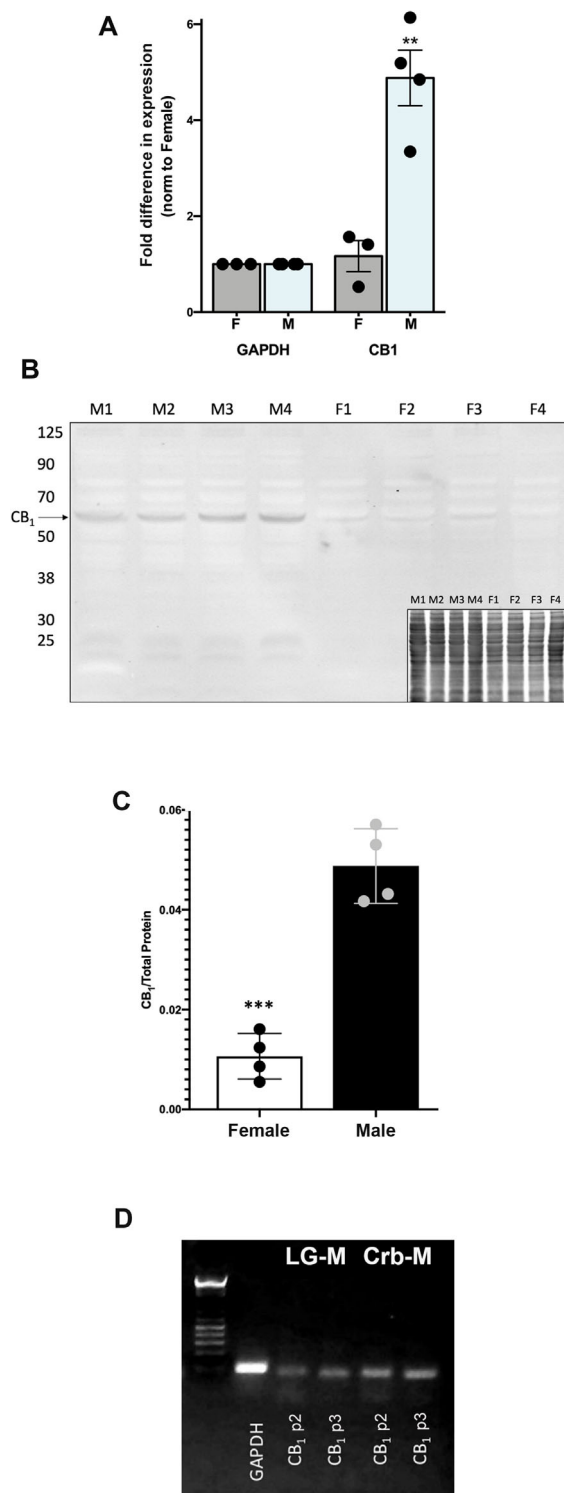 A
Fold difference in expression
(norm to Female)
6
4
2
0
**
F M F M
GAPDH CB1
B
M1 M2 M3 M4 F1 F2 F3 F4
125
90
70
CB1
50
38
30
25
M1 M2 M3 M4 F1 F2 F3 F4
C
CB1/Total Protein
0.06
0.04
0.02
0.00
***
Female Male
D
LG-M Crb-M
GAPDH
CB1 p2
CB1 p3
CB1 p2
CB1 p3